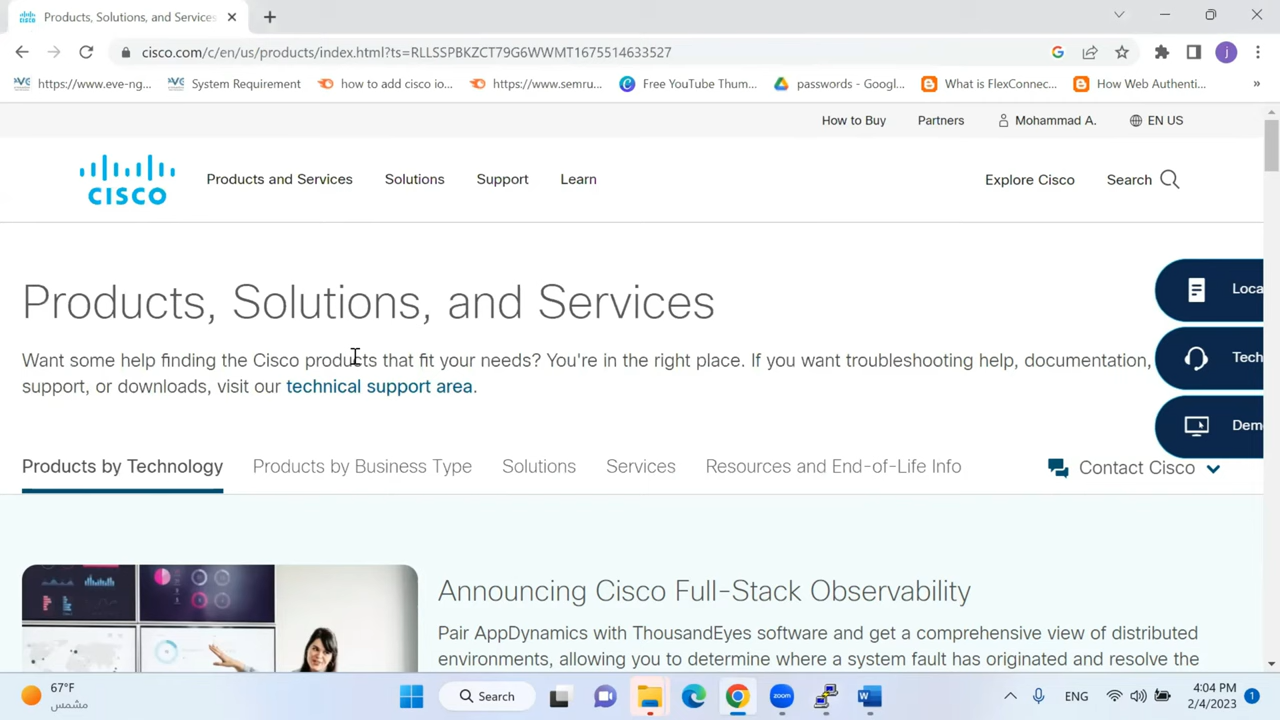 Products, Solutions, and Services
cisco.com/c/en/us/products/index.html?ts=RLLSSPBKZCT79G6WWMT1675514633527
j
https://www.eve-ng...
System Requirement
how to add cisco io...
https://www.semru...
Free YouTube Thum...
passwords - Googl...
What is FlexConnec...
How Web Authenti...
»
How to Buy
Partners
Mohammad A.
EN US
CISCO
Products and Services
Solutions
Support
Learn
Explore Cisco
Search
Products, Solutions, and Services
Want some help finding the Cisco products that fit your needs? You're in the right place. If you want troubleshooting help, documentation,
support, or downloads, visit our technical support area.
Loca
Tech
Dem
Products by Technology
Products by Business Type
Solutions
Services
Resources and End-of-Life Info
Contact Cisco
Announcing Cisco Full-Stack Observability
Pair AppDynamics with ThousandEyes software and get a comprehensive view of distributed
environments, allowing you to determine where a system fault has originated and resolve the
67°F
مشمس
Search
zoom
W
ENG
4:04 PM
2/4/2023
1